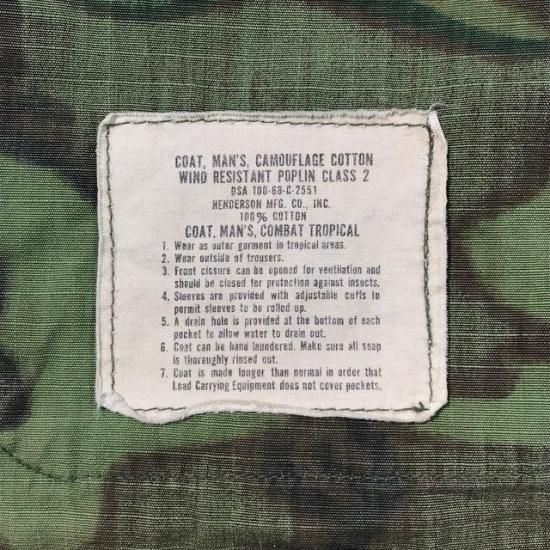 COAT, MAN'S, CAMOUFLAGE COTTON
WIND RESISTANT POPLIN CLASS 2
DSA 100-68-C-2551
HENDERSON MFG. CO., INC.
100% COTTON
COAT, MAN'S, COMBAT TROPICAL
1. Wear as outer garment in tropical areas.
2. Wear outside of trousers.
3. Front closure can be opened for ventilation and
should be closed for protection against insects.
4. Sleeves are provided with adjustable cuffs to
permit sleeves to be rolled up.
5. A drain hole is provided at the bottom of each
pocket to allow water to drain out.
6. Coat can be hand laundered. Make sure all soap
is thoroughly rinsed out.
7. Coat is made longer than normal in order that
Load Carrying Equipment does not cover pockets.